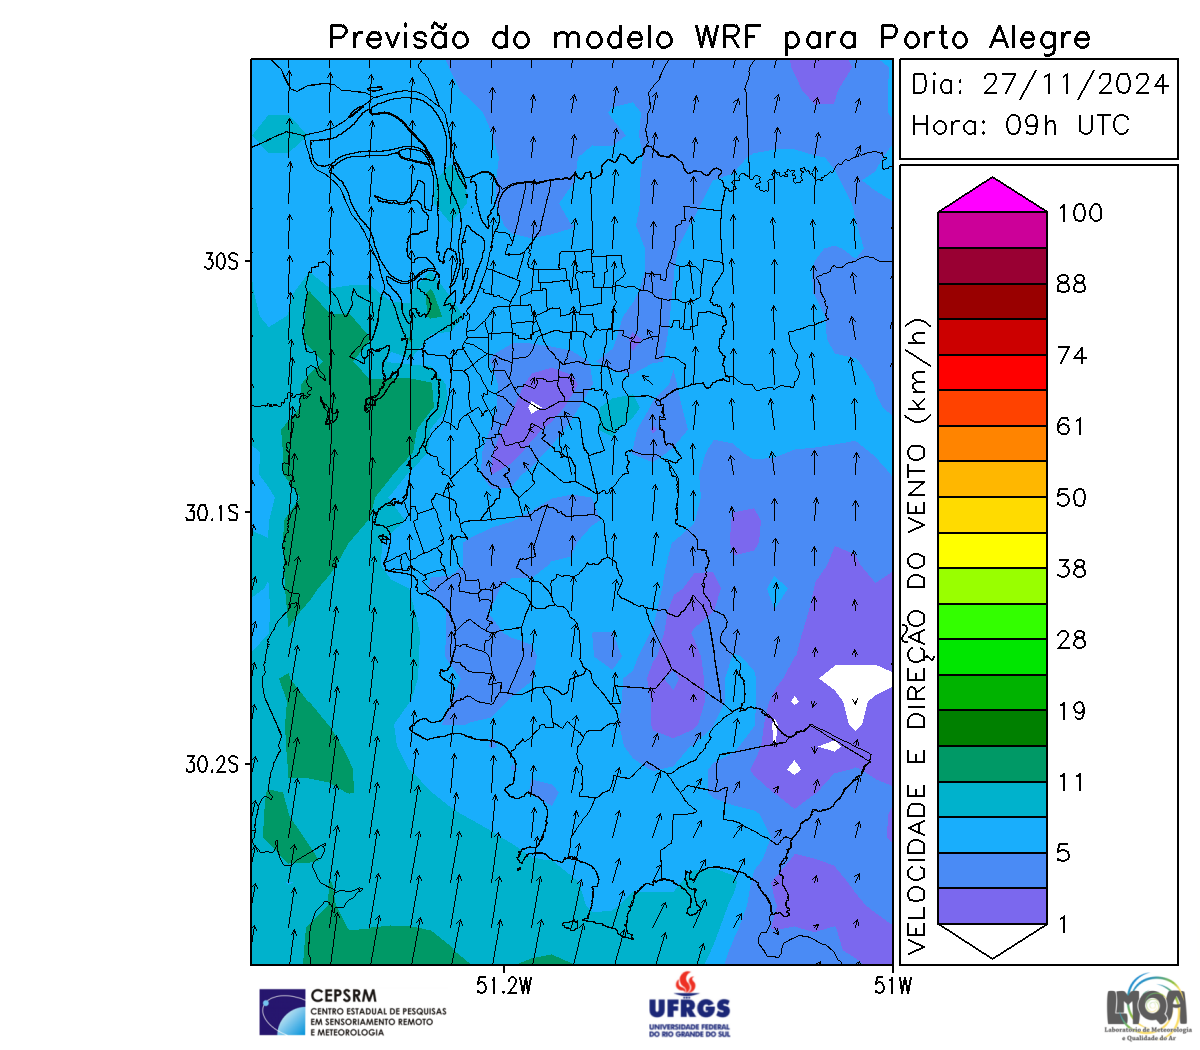 Previsão do modelo WRF para Porto Alegre
Dia: 27/11/2024
Hora: 09h UTC
30S
30.1S
30.2S
51.2W
51W
VELOCIDADE E DIREÇÃO DO VENTO (km/h)
100
88
74
61
50
38
28
19
11
5
1
CEPSRM
CENTRO ESTADUAL DE PESQUISAS
EM SENSORIAMENTO REMOTO
E METEOROLOGIA
UFRGS
UNIVERSIDADE FEDERAL
DO RIO GRANDE DO SUL
LMQA
Laboratório de Meteorologia
e Qualidade do Ar